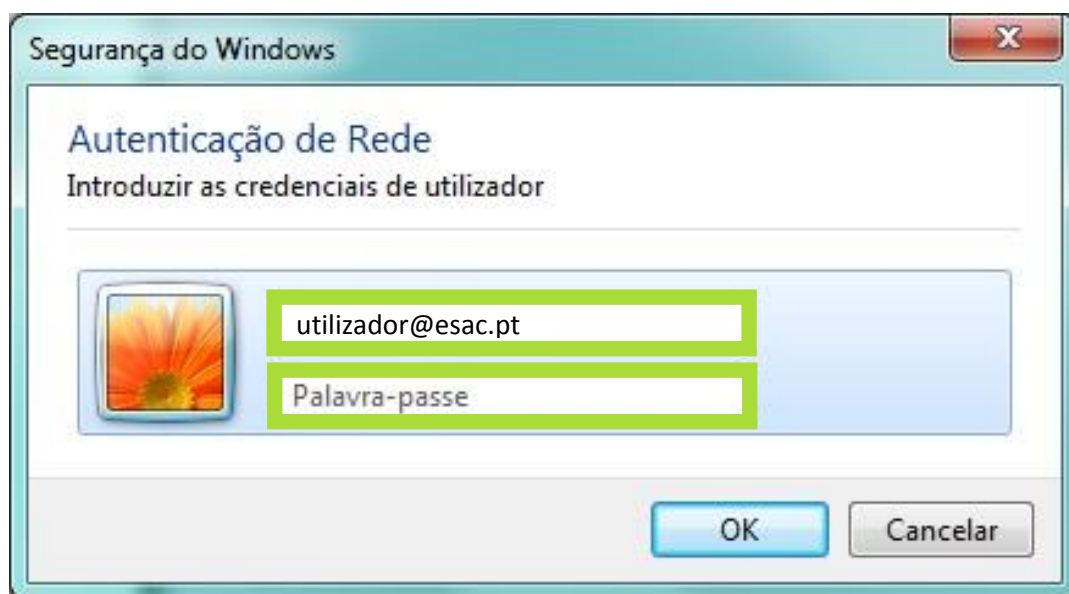 Segurança do Windows
Autenticação de Rede
Introduzir as credenciais de utilizador
utilizador@esac.pt
Palavra-passe
OK
Cancelar